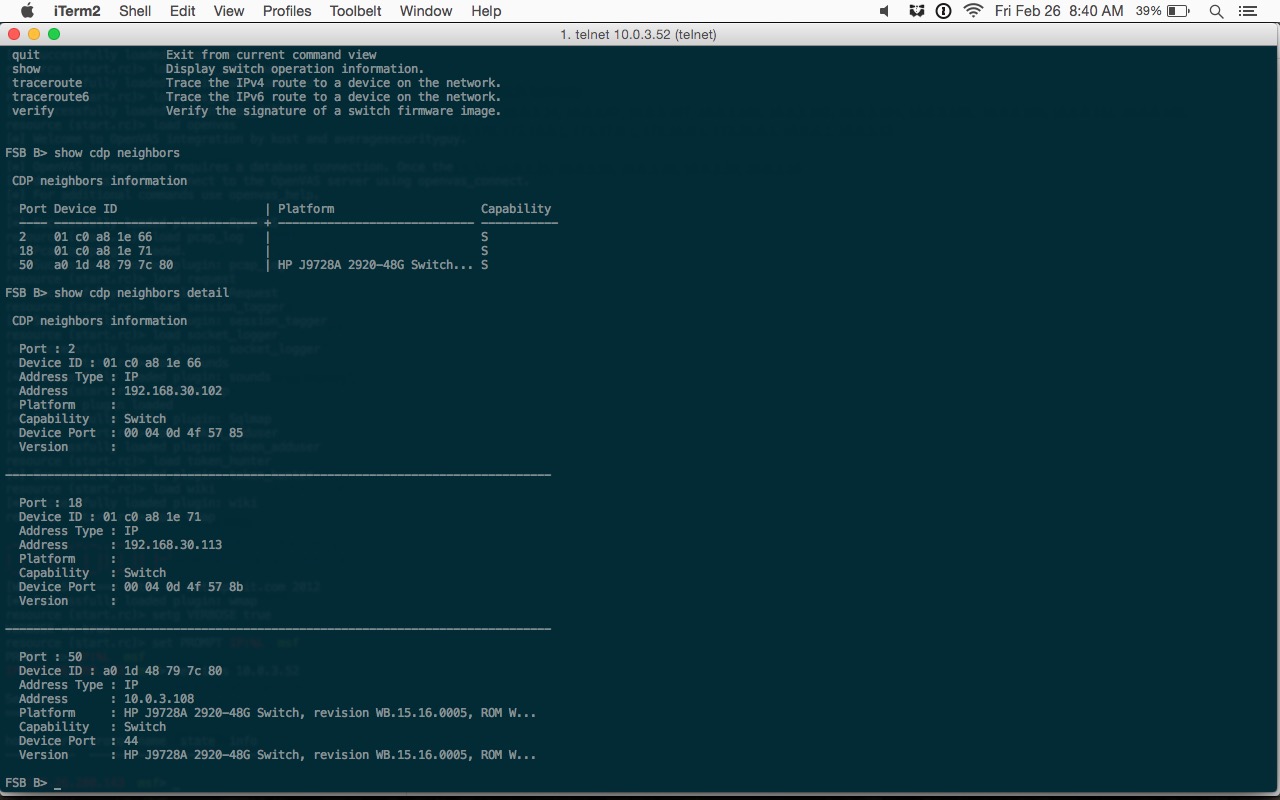 iTerm2 Shell Edit View Profiles Toolbelt Window Help Fri Feb 26 8:40 AM 39%
1. telnet 10.0.3.52 (telnet)
quit Exit from current command view
show Display switch operation information.
traceroute Trace the IPv4 route to a device on the network.
traceroute6 Trace the IPv6 route to a device on the network.
verify Verify the signature of a switch firmware image.
FSB B> show cdp neighbors
CDP neighbors information
Port Device ID | Platform Capability
---- ----------------------------- + ---------------------------- -----------
2 01 c0 a8 1e 66 | S
18 01 c0 a8 1e 71 | S
50 a0 1d 48 79 7c 80 | HP J9728A 2920-48G Switch... S
FSB B> show cdp neighbors detail
CDP neighbors information
Port : 2
Device ID : 01 c0 a8 1e 66
Address Type : IP
Address : 192.168.30.102
Platform :
Capability : Switch
Device Port : 00 04 0d 4f 57 85
Version :
------------------------------------------------------------------------------
Port : 18
Device ID : 01 c0 a8 1e 71
Address Type : IP
Address : 192.168.30.113
Platform :
Capability : Switch
Device Port : 00 04 0d 4f 57 8b
Version :
------------------------------------------------------------------------------
Port : 50
Device ID : a0 1d 48 79 7c 80
Address Type : IP
Address : 10.0.3.108
Platform : HP J9728A 2920-48G Switch, revision WB.15.16.0005, ROM W...
Capability : Switch
Device Port : 44
Version : HP J9728A 2920-48G Switch, revision WB.15.16.0005, ROM W...
FSB B> _